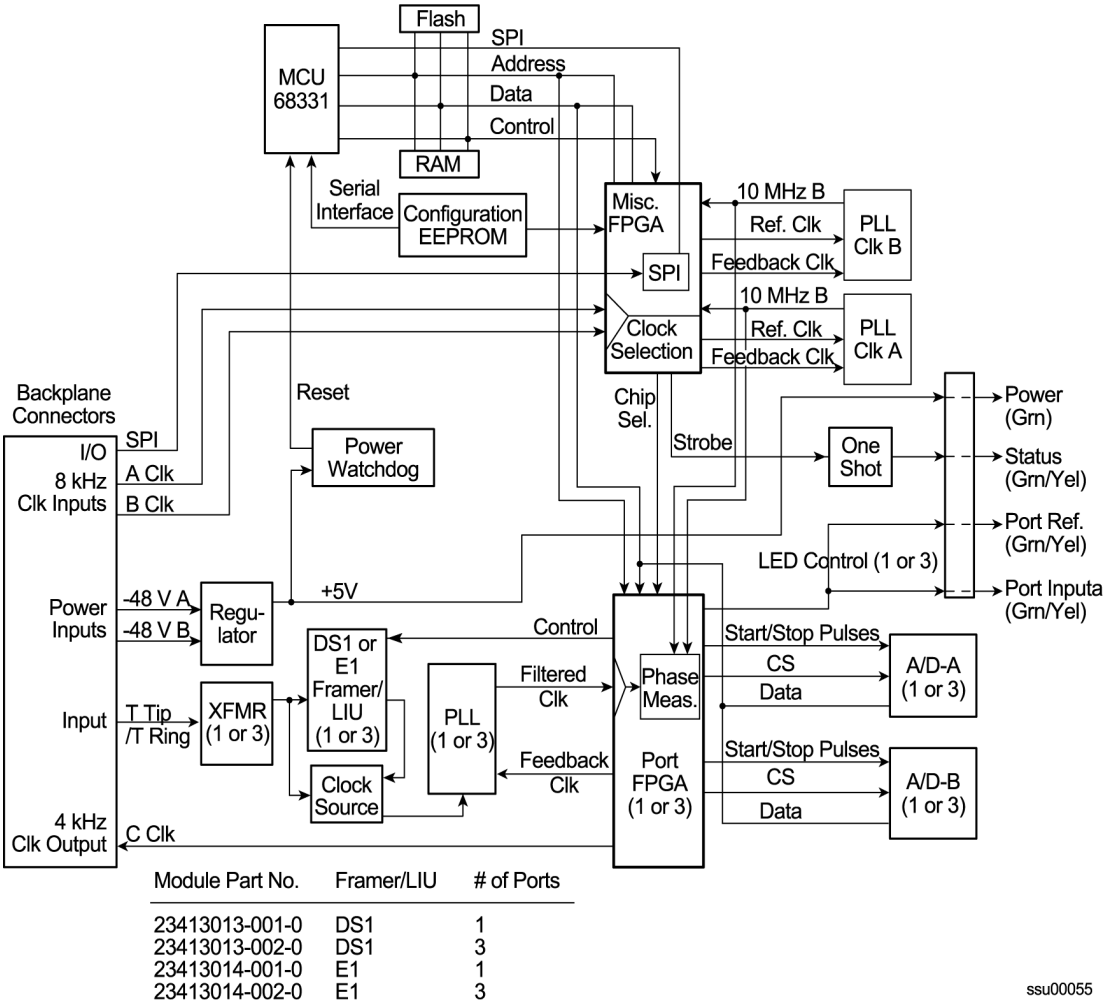 Flash
SPI
Address
MCU
68331
Data
Control
RAM
Serial
Interface
Configuration
EEPROM
Misc.
FPGA
SPI
Clock
Selection
10 MHz B
Ref. Clk
Feedback Clk
PLL
Clk B
10 MHz B
Ref. Clk
Feedback Clk
PLL
Clk A
Backplane
Connectors
Reset
Chip
Sel.
Strobe
One
Shot
Power
(Grn)
Status
(Grn/Yel)
Port Ref.
(Grn/Yel)
Port Inputa
(Grn/Yel)
LED Control (1 or 3)
I/O
SPI
8 kHz
Clk Inputs
A Clk
B Clk
Power
Watchdog
Power
Inputs
-48 V A
-48 V B
Regu-
lator
+5V
Input
T Tip
/T Ring
XFMR
(1 or 3)
DS1 or
E1
Framer/
LIU
(1 or 3)
Clock
Source
PLL
(1 or 3)
Control
Filtered
Clk
Feedback
Clk
Phase
Meas.
Port
FPGA
(1 or 3)
Start/Stop Pulses
CS
Data
A/D-A
(1 or 3)
Start/Stop Pulses
CS
Data
A/D-B
(1 or 3)
4 kHz
Clk Output
C Clk
Module Part No. Framer/LIU # of Ports
23413013-001-0 DS1 1
23413013-002-0 DS1 3
23413014-001-0 E1 1
23413014-002-0 E1 3
ssu00055